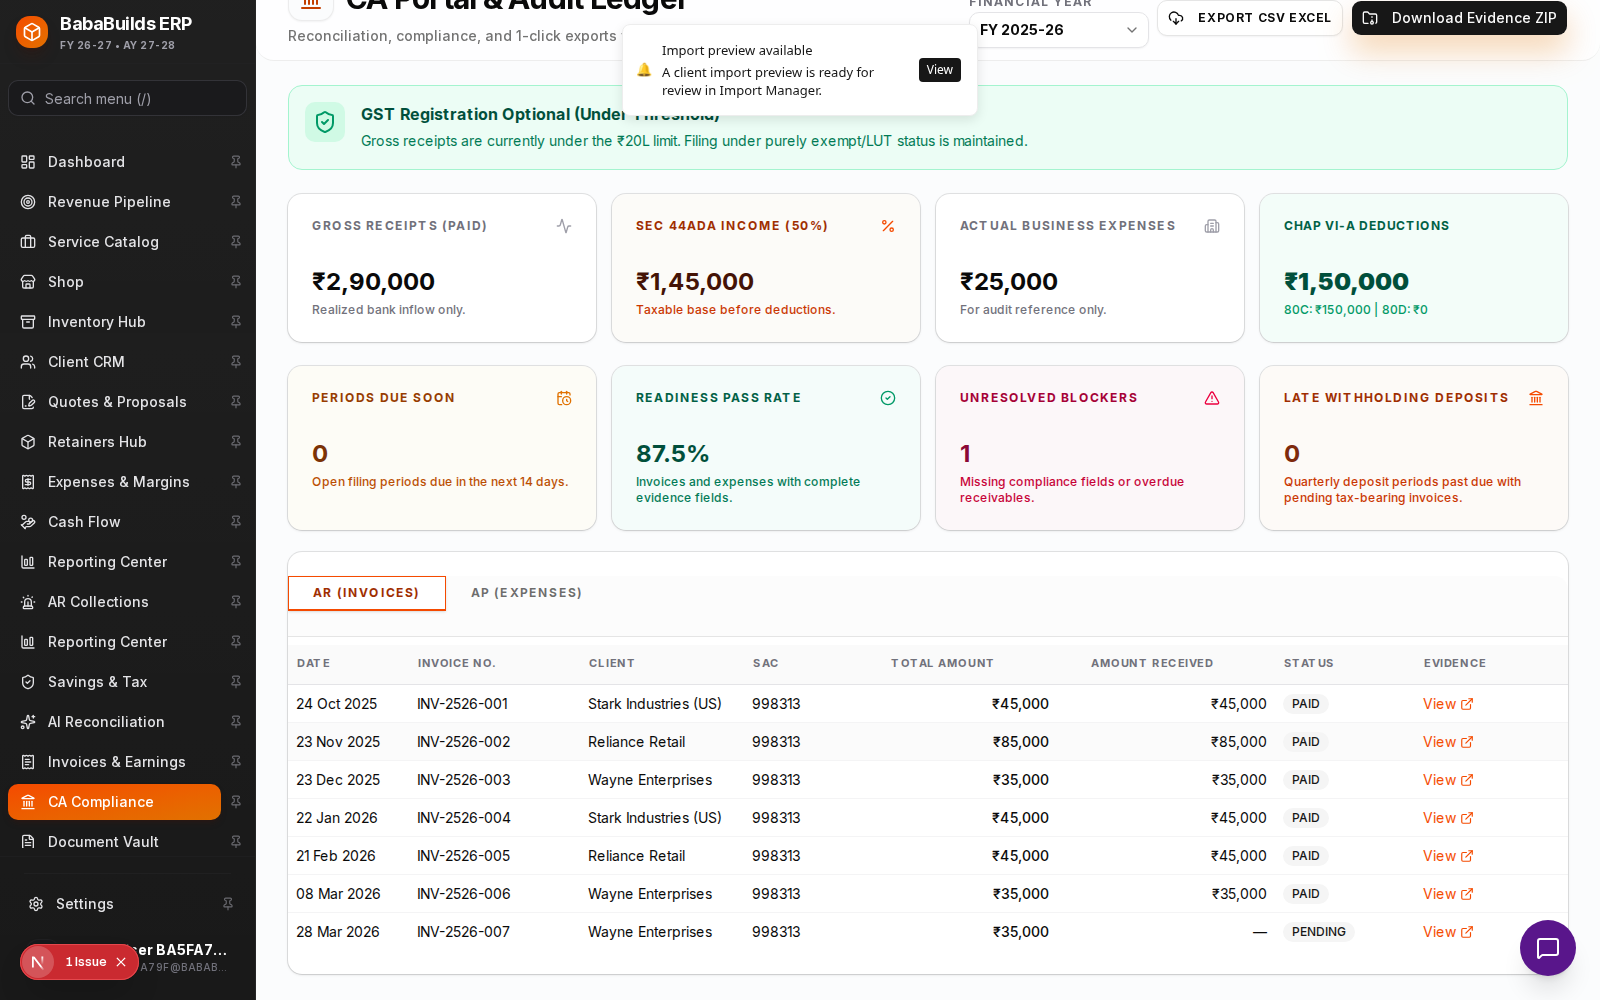 BabaBuilds ERP
FY 26-27 • AY 27-28
Search menu (/)
Dashboard
Revenue Pipeline
Service Catalog
Shop
Inventory Hub
Client CRM
Quotes & Proposals
Retainers Hub
Expenses & Margins
Cash Flow
Reporting Center
AR Collections
Reporting Center
Savings & Tax
AI Reconciliation
Invoices & Earnings
CA Compliance
Document Vault
Settings
ser BA5FA7...
A79F@BABAB...
1 Issue
CA Portal & Audit Ledger
Reconciliation, compliance, and 1-click exports
FINANCIAL YEAR
FY 2025-26
EXPORT CSV EXCEL
Download Evidence ZIP
Import preview available
A client import preview is ready for
review in Import Manager.
View
GST Registration Optional (Under Threshold)
Gross receipts are currently under the ₹20L limit. Filing under purely exempt/LUT status is maintained.
GROSS RECEIPTS (PAID)
₹2,90,000
Realized bank inflow only.
SEC 44ADA INCOME (50%)
₹1,45,000
Taxable base before deductions.
ACTUAL BUSINESS EXPENSES
₹25,000
For audit reference only.
CHAP VI-A DEDUCTIONS
₹1,50,000
80C: ₹150,000 | 80D: ₹0
PERIODS DUE SOON
0
Open filing periods due in the next 14 days.
READINESS PASS RATE
87.5%
Invoices and expenses with complete
evidence fields.
UNRESOLVED BLOCKERS
1
Missing compliance fields or overdue
receivables.
LATE WITHHOLDING DEPOSITS
0
Quarterly deposit periods past due with
pending tax-bearing invoices.
AR (INVOICES) AP (EXPENSES)
DATE INVOICE NO. CLIENT SAC TOTAL AMOUNT AMOUNT RECEIVED STATUS EVIDENCE
24 Oct 2025 INV-2526-001 Stark Industries (US) 998313 ₹45,000 ₹45,000 PAID View
23 Nov 2025 INV-2526-002 Reliance Retail 998313 ₹85,000 ₹85,000 PAID View
23 Dec 2025 INV-2526-003 Wayne Enterprises 998313 ₹35,000 ₹35,000 PAID View
22 Jan 2026 INV-2526-004 Stark Industries (US) 998313 ₹45,000 ₹45,000 PAID View
21 Feb 2026 INV-2526-005 Reliance Retail 998313 ₹45,000 ₹45,000 PAID View
08 Mar 2026 INV-2526-006 Wayne Enterprises 998313 ₹35,000 ₹35,000 PAID View
28 Mar 2026 INV-2526-007 Wayne Enterprises 998313 ₹35,000 — PENDING View